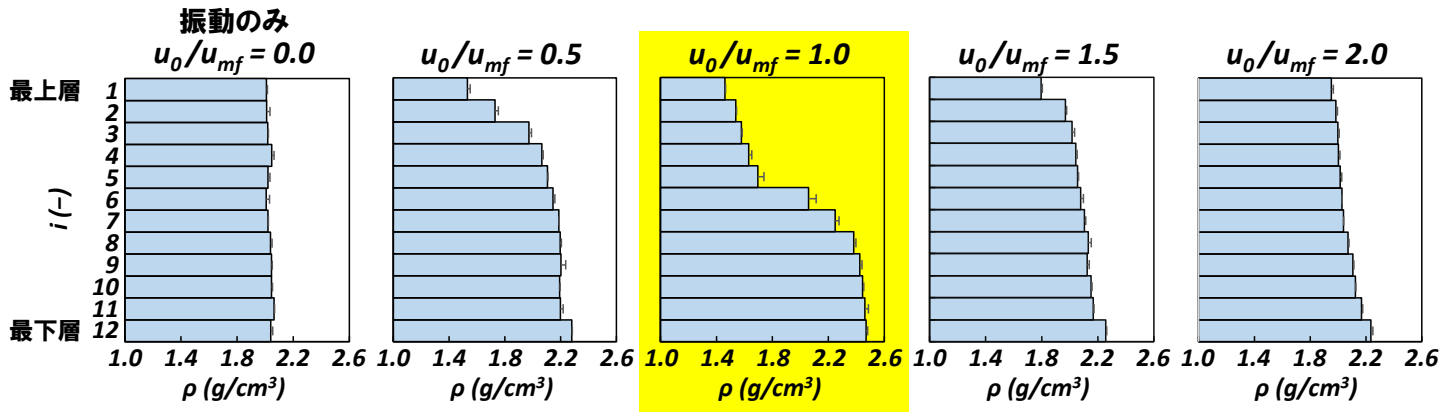 振動のみ
u0/umf = 0.0
u0/umf = 0.5
u0/umf = 1.0
u0/umf = 1.5
u0/umf = 2.0
最上層 1
2
3
4
5
6
7
8
9
10
11
最下層 12
i (−)
1.0 1.4 1.8 2.2 2.6
1.0 1.4 1.8 2.2 2.6
1.0 1.4 1.8 2.2 2.6
1.0 1.4 1.8 2.2 2.6
1.0 1.4 1.8 2.2 2.6
ρ (g/cm³)
ρ (g/cm³)
ρ (g/cm³)
ρ (g/cm³)
ρ (g/cm³)